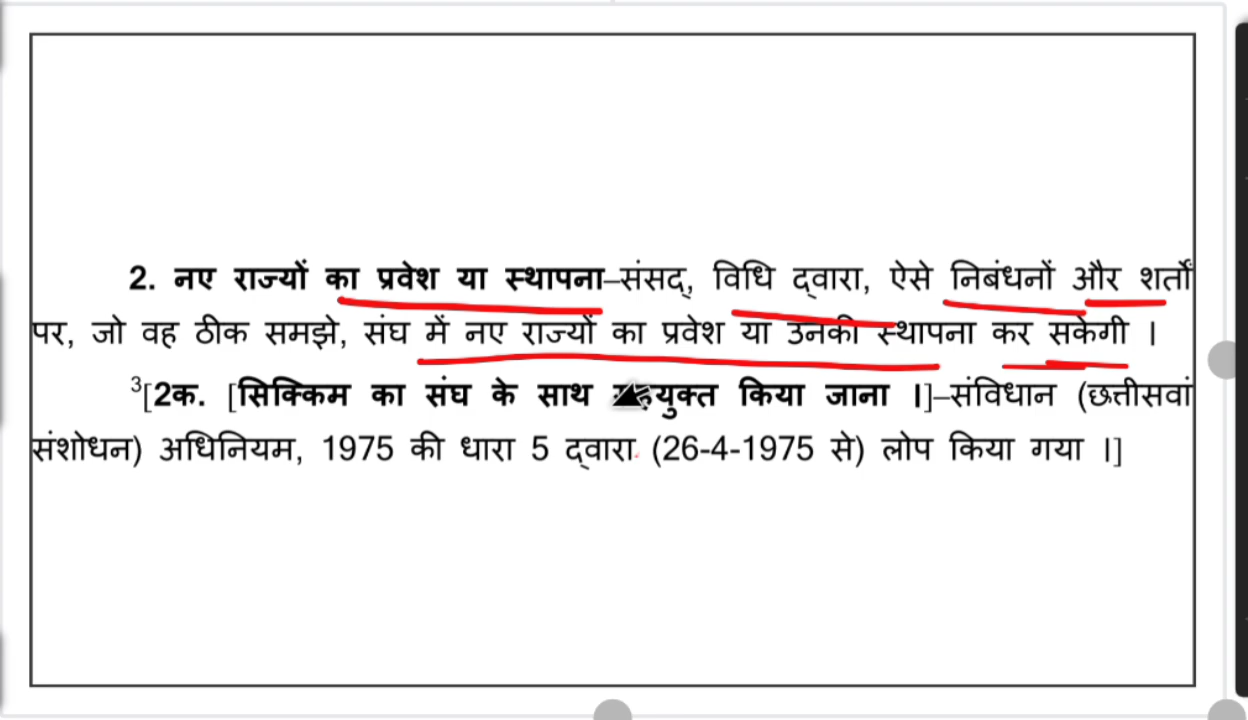 2. नए राज्यों का प्रवेश या स्थापना–संसद्, विधि द्वारा, ऐसे निबंधनों और शर्तों
पर, जो वह ठीक समझे, संघ में नए राज्यों का प्रवेश या उनकी स्थापना कर सकेगी ।
3[2क. [सिक्किम का संघ के साथ किया जाना ।]–संविधान (छत्तीसवां
संशोधन) अधिनियम, 1975 की धारा 5 द्वारा (26-4-1975 से) लोप किया गया ।]